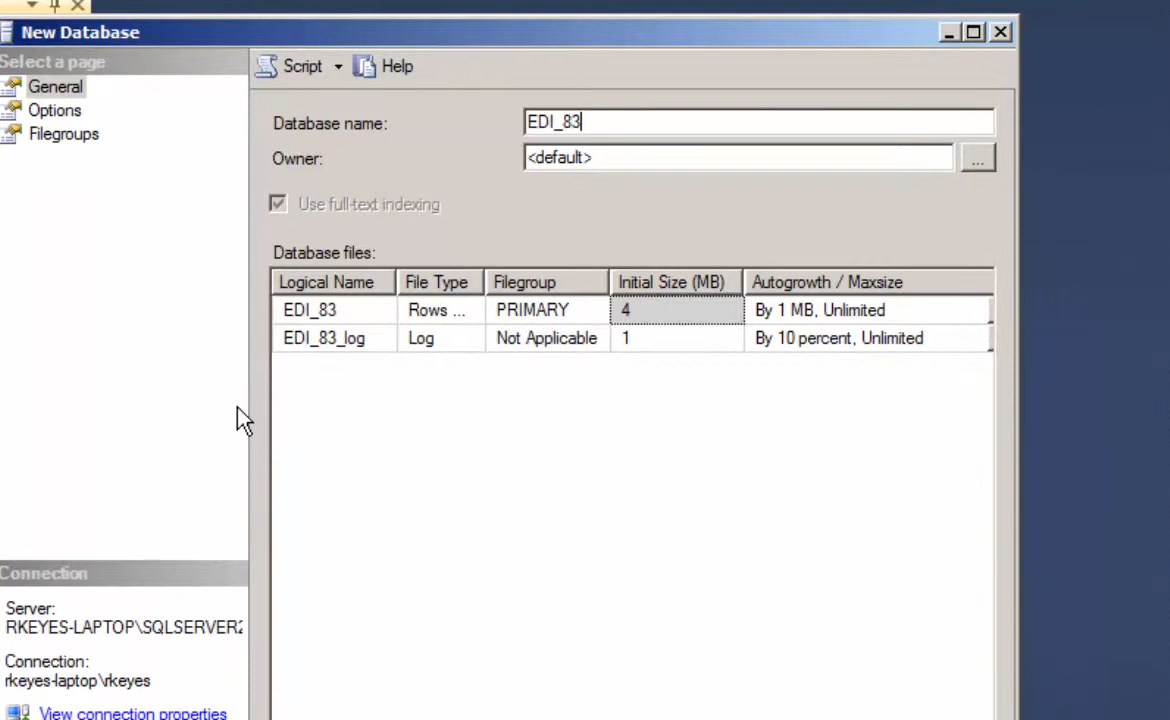 New Database
Select a page
General
Options
Filegroups
Script
Help
Database name:
EDI_83
Owner:
<default>
...
Use full-text indexing
Database files:
Logical Name File Type Filegroup Initial Size (MB) Autogrowth / Maxsize
EDI_83 Rows ... PRIMARY 4 By 1 MB, Unlimited
EDI_83_log Log Not Applicable 1 By 10 percent, Unlimited
Connection
Server:
RKEYES-LAPTOP\SQLSERVER2
Connection:
rkeyes-laptop\rkeyes
View connection properties